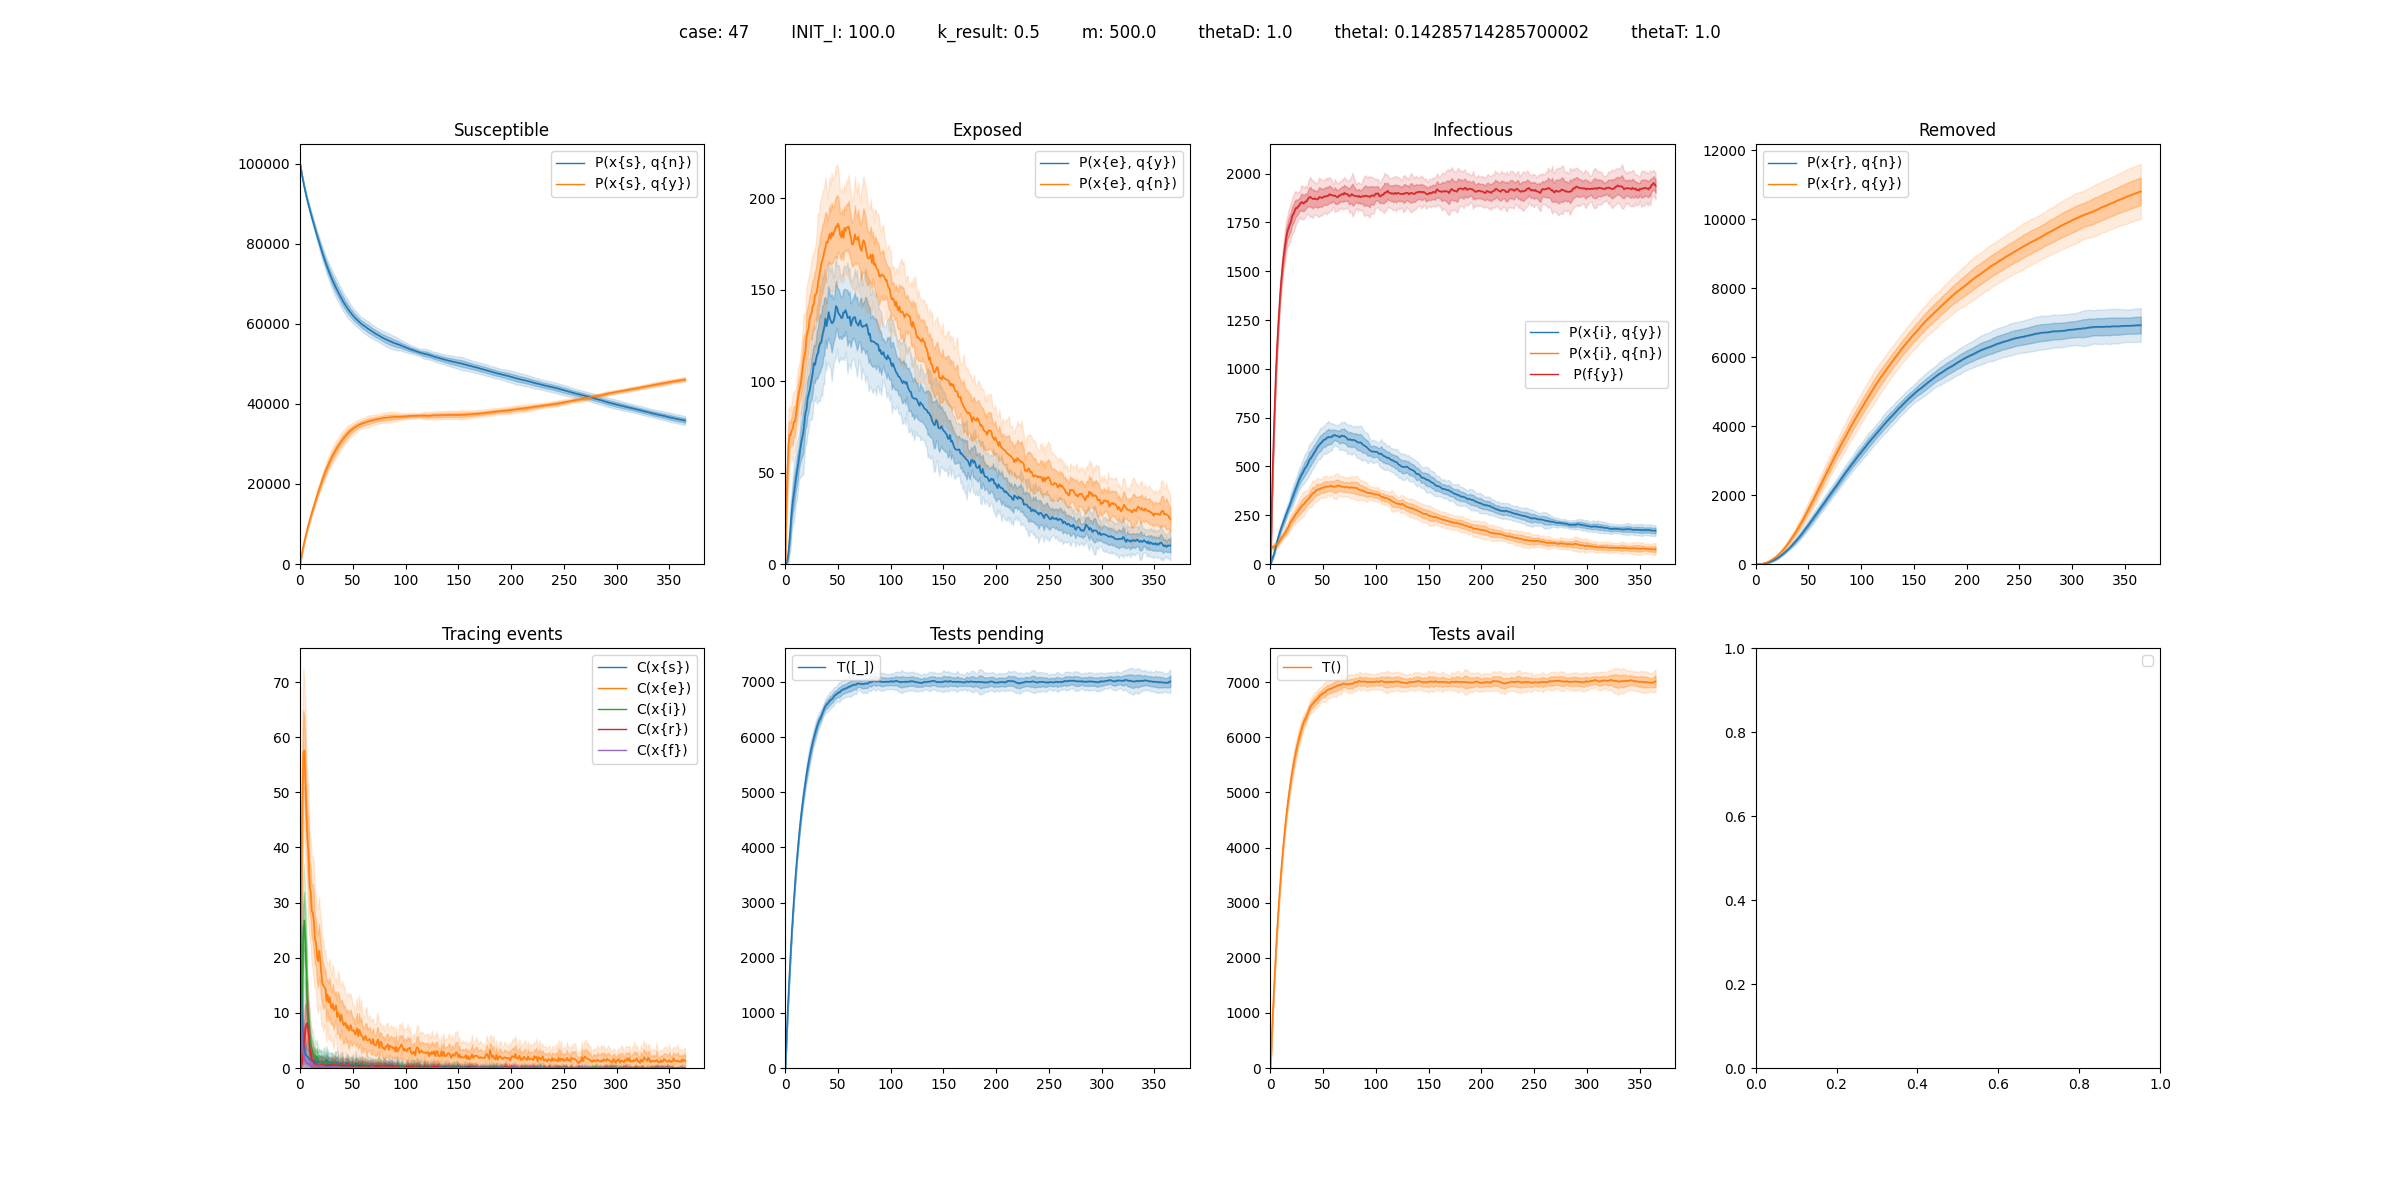 case: 47 INIT_I: 100.0 k_result: 0.5 m: 500.0 thetaD: 1.0 thetaI: 0.14285714285700002 thetaT: 1.0
Susceptible
100000
80000
60000
40000
20000
0
0 50 100 150 200 250 300 350
P(x{s}, q{n})
P(x{s}, q{y})
Exposed
200
150
100
50
0
0 50 100 150 200 250 300 350
P(x{e}, q{y})
P(x{e}, q{n})
Infectious
2000
1750
1500
1250
1000
750
500
250
0
0 50 100 150 200 250 300 350
P(x{i}, q{y})
P(x{i}, q{n})
P(f{y})
Removed
12000
10000
8000
6000
4000
2000
0
0 50 100 150 200 250 300 350
P(x{r}, q{n})
P(x{r}, q{y})
Tracing events
70
60
50
40
30
20
10
0
0 50 100 150 200 250 300 350
C(x{s})
C(x{e})
C(x{i})
C(x{r})
C(x{f})
Tests pending
7000
6000
5000
4000
3000
2000
1000
0
0 50 100 150 200 250 300 350
T([_])
Tests avail
7000
6000
5000
4000
3000
2000
1000
0
0 50 100 150 200 250 300 350
T()
1.0
0.8
0.6
0.4
0.2
0.0
0.0 0.2 0.4 0.6 0.8 1.0